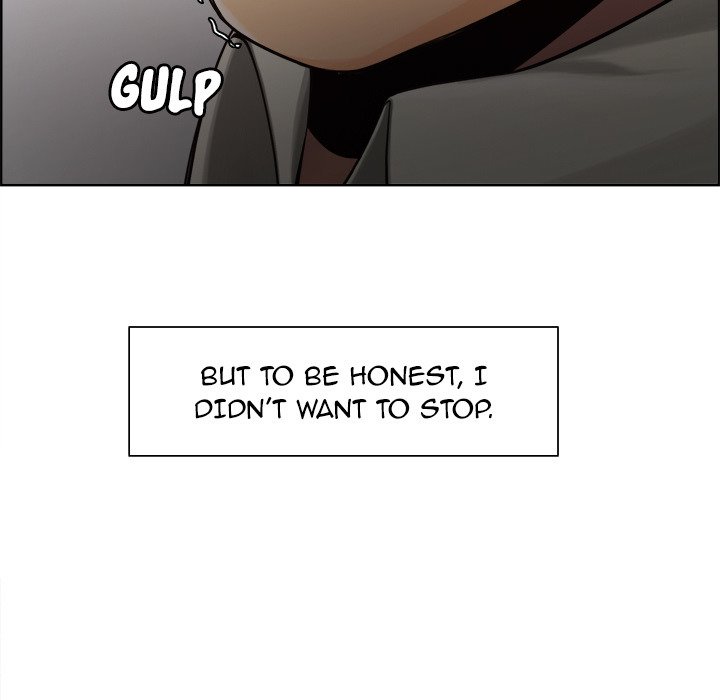 GULP
BUT TO BE HONEST, I
DIDN'T WANT TO STOP.